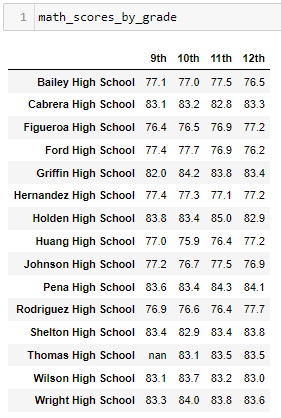 1 math_scores_by_grade
9th 10th 11th 12th
Bailey High School 77.1 77.0 77.5 76.5
Cabrera High School 83.1 83.2 82.8 83.3
Figueroa High School 76.4 76.5 76.9 77.2
Ford High School 77.4 77.7 76.9 76.2
Griffin High School 82.0 84.2 83.8 83.4
Hernandez High School 77.4 77.3 77.1 77.2
Holden High School 83.8 83.4 85.0 82.9
Huang High School 77.0 75.9 76.4 77.2
Johnson High School 77.2 76.7 77.5 76.9
Pena High School 83.6 83.4 84.3 84.1
Rodriguez High School 76.9 76.6 76.4 77.7
Shelton High School 83.4 82.9 83.4 83.8
Thomas High School nan 83.1 83.5 83.5
Wilson High School 83.1 83.7 83.2 83.0
Wright High School 83.3 84.0 83.8 83.6